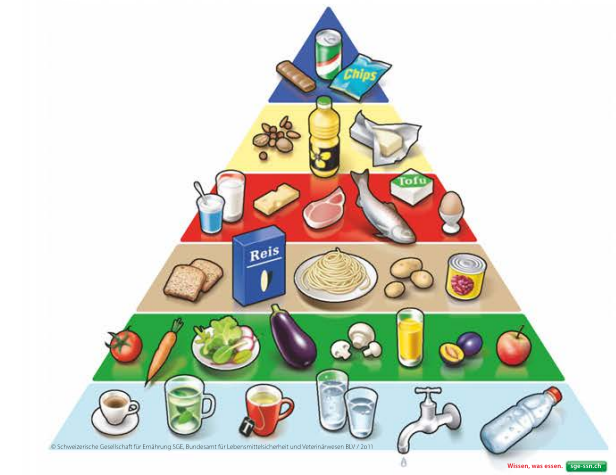 Chips
Tofu
Reis
© Schweizerische Gesellschaft für Ernährung SGE, Bundesamt für Lebensmittelsicherheit und Veterinärwesen BLV / 2o11
Wissen, was essen. sge-ssn.ch